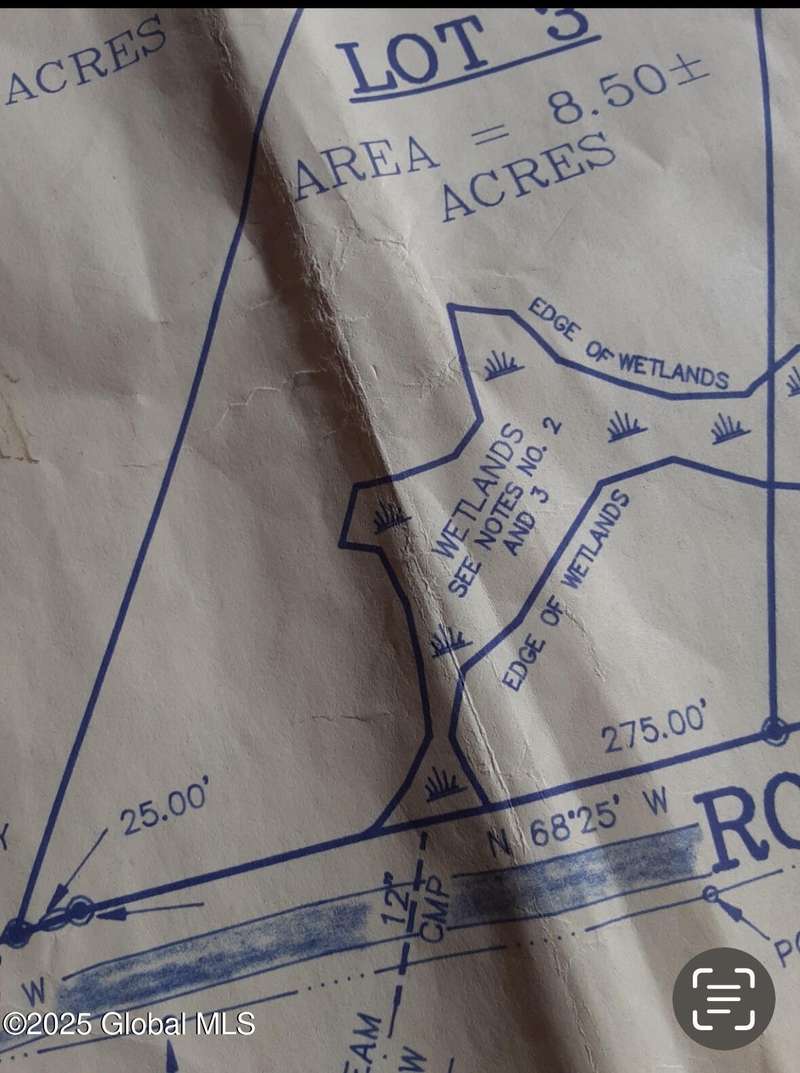 ACRES
LOT 3
AREA = 8.50±
ACRES
EDGE OF WETLANDS
WETLANDS
SEE NOTES NO. 2
AND 3
EDGE OF WETLANDS
275.00'
25.00'
N 68°25' W
12"
CMP
W
W
©2025 Global MLS